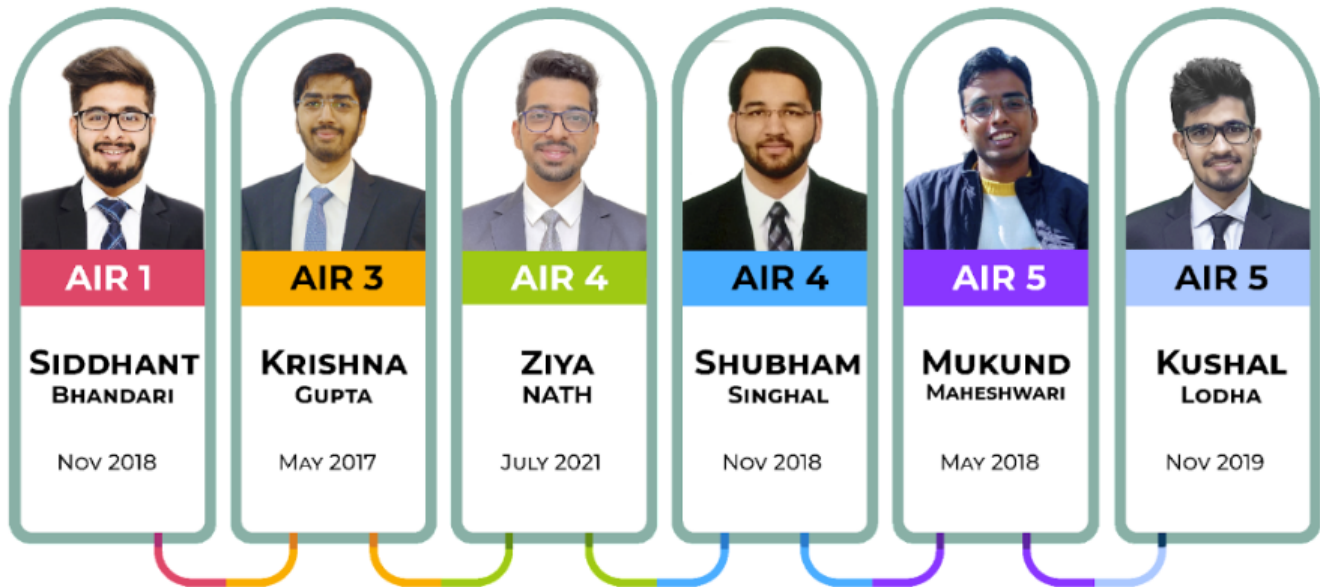 AIR 1
SIDDHANT
BHANDARI
NOV 2018
AIR 3
KRISHNA
GUPTA
MAY 2017
AIR 4
ZIYA
NATH
JULY 2021
AIR 4
SHUBHAM
SINGHAL
NOV 2018
AIR 5
MUKUND
MAHESHWARI
MAY 2018
AIR 5
KUSHAL
LODHA
NOV 2019